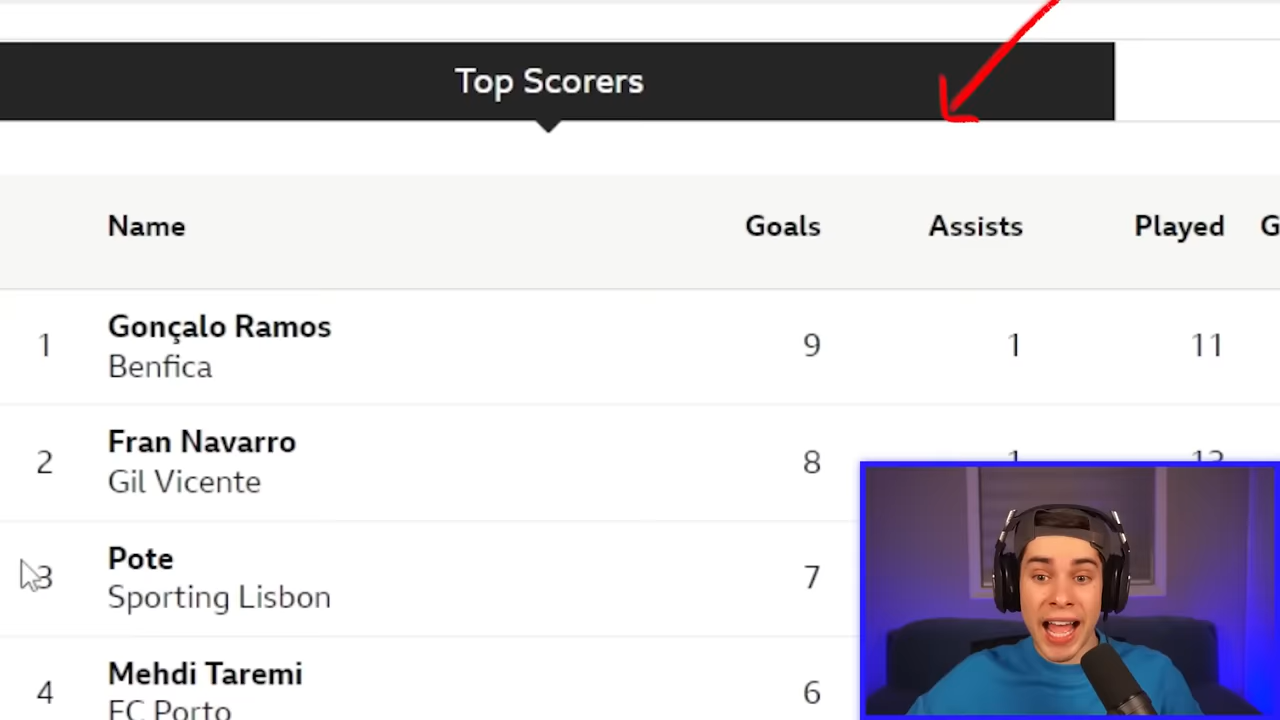 Top Scorers
Name Goals Assists Played G
1 Gonçalo Ramos 9 1 11
Benfica
2 Fran Navarro 8 1
Gil Vicente
3 Pote 7
Sporting Lisbon
4 Mehdi Taremi 6
FC Porto